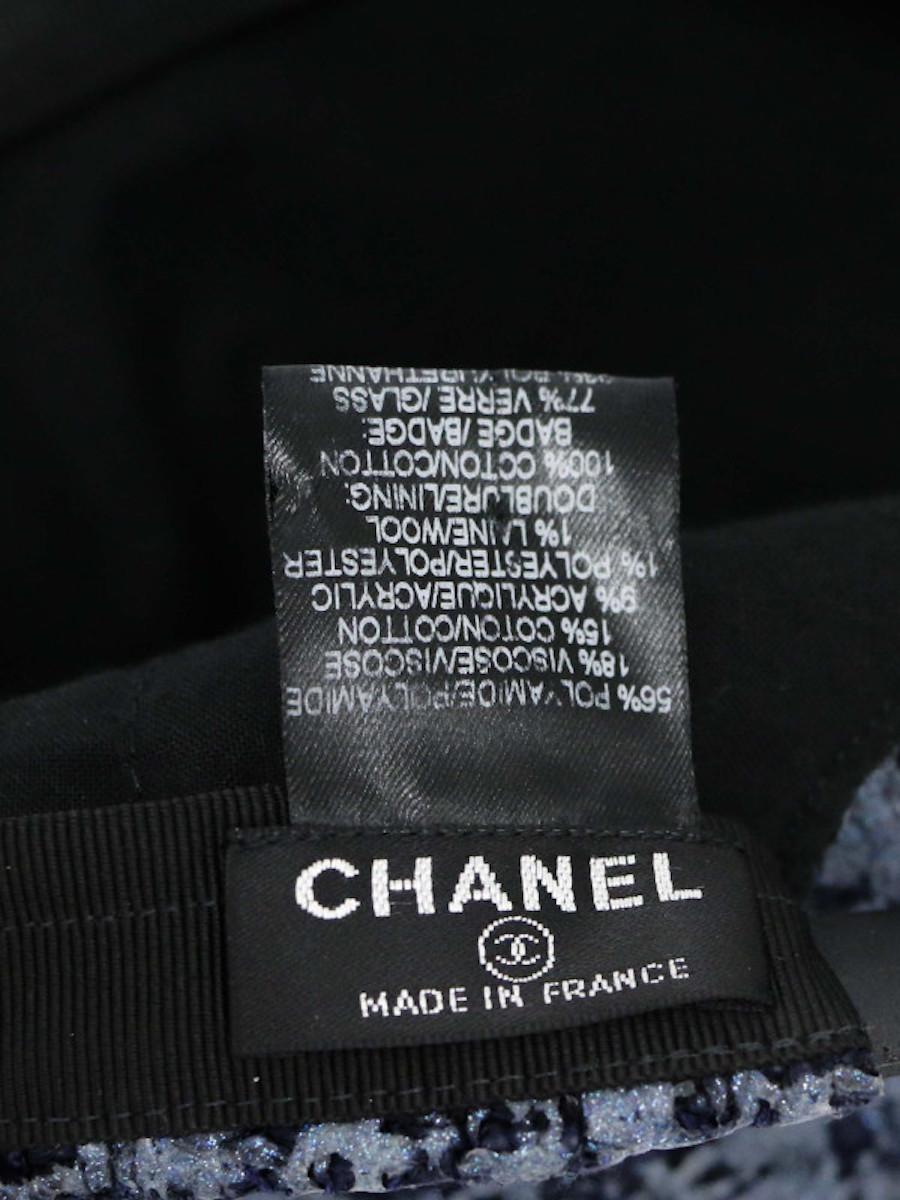 56% POLYAMIDE/POLYAMIDE
18% VISCOSE/VISCOSE
15% COTON/COTTON
9% ACRYLIQUE/ACRYLIC
1% POLYESTER/POLYESTER
1% LAINE/WOOL
DOUBLURE/LINING:
100% COTON/COTTON
BADGE/BADGE:
77% VERRE/GLASS
CHANEL
MADE IN FRANCE